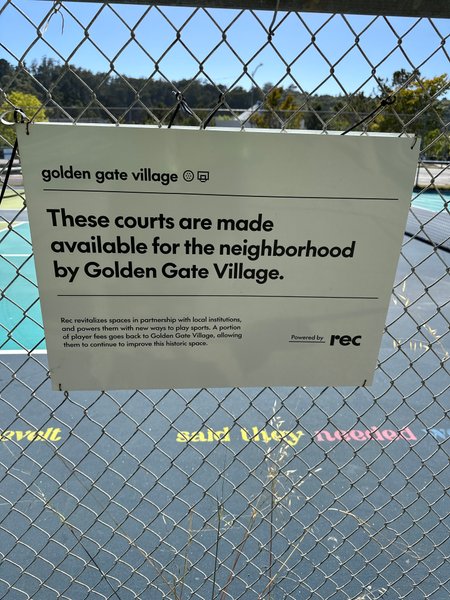 golden gate village
These courts are made
available for the neighborhood
by Golden Gate Village.
Rec revitalizes spaces in partnership with local institutions,
and powers them with new ways to play sports. A portion
of player fees goes back to Golden Gate Village, allowing
them to continue to improve this historic space.
Powered by rec
said they needed